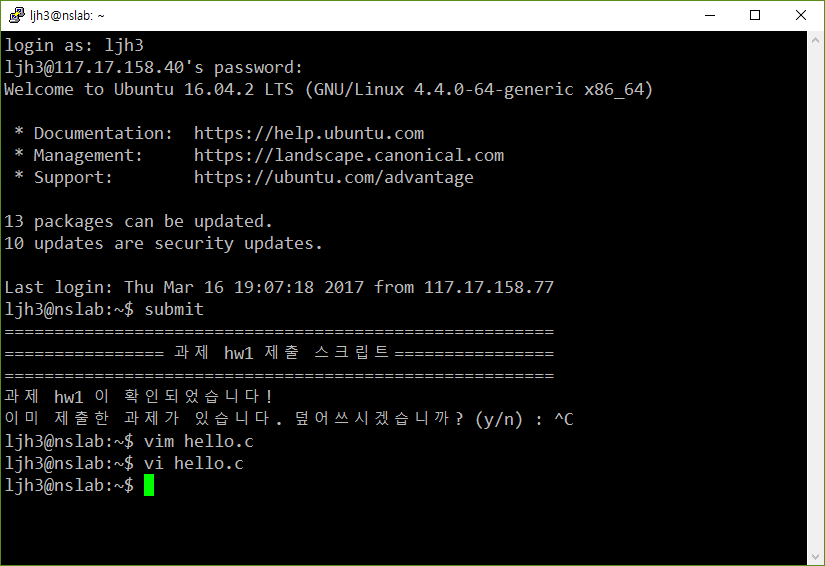 ljh3@nslab: ~
login as: ljh3
ljh3@117.17.158.40's password:
Welcome to Ubuntu 16.04.2 LTS (GNU/Linux 4.4.0-64-generic x86_64)
* Documentation:  https://help.ubuntu.com
* Management:     https://landscape.canonical.com
* Support:        https://ubuntu.com/advantage
13 packages can be updated.
10 updates are security updates.
Last login: Thu Mar 16 19:07:18 2017 from 117.17.158.77
ljh3@nslab:~$ submit
=======================================================
================ 과제 hw1 제출 스크립트================
=======================================================
과제 hw1 이 확인되었습니다!
이미 제출한 과제가 있습니다. 덮어쓰시겠습니까? (y/n) : ^C
ljh3@nslab:~$ vim hello.c
ljh3@nslab:~$ vi hello.c
ljh3@nslab:~$